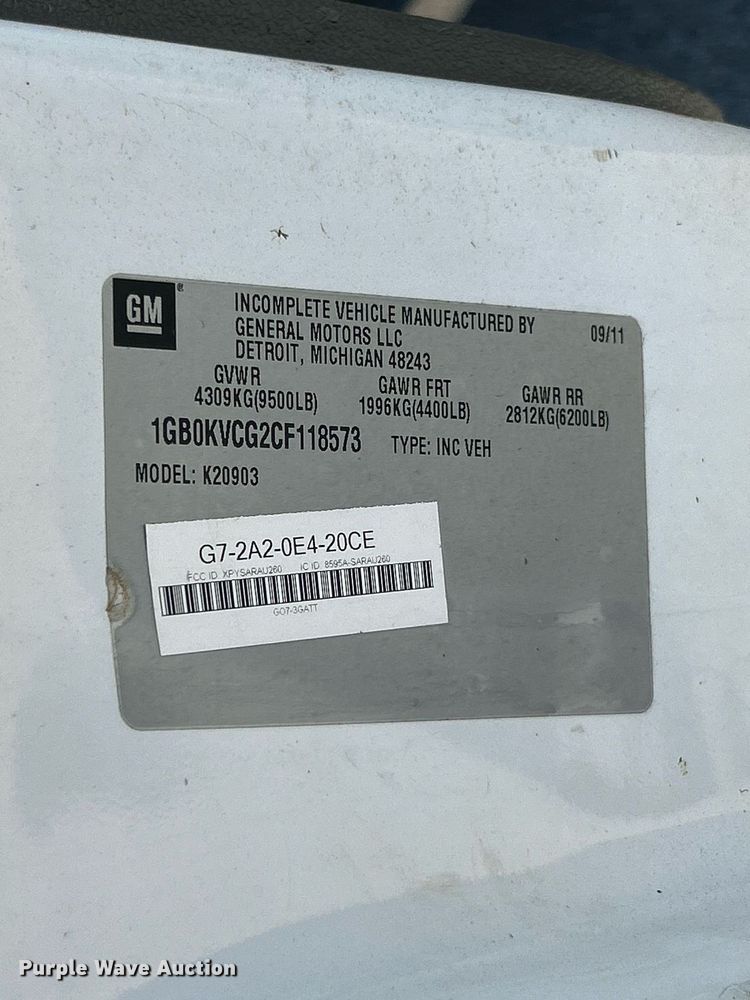 GM
INCOMPLETE VEHICLE MANUFACTURED BY
GENERAL MOTORS LLC
DETROIT, MICHIGAN 48243
09/11
GVWR GAWR FRT GAWR RR
4309KG(9500LB) 1996KG(4400LB) 2812KG(6200LB)
1GB0KVCG2CF118573 TYPE: INC VEH
MODEL: K20903
G7-2A2-0E4-20CE
FCC ID: XPYSARAU260 IC ID: 8595A-SARAU260
GO7-3GATT
Purple Wave Auction